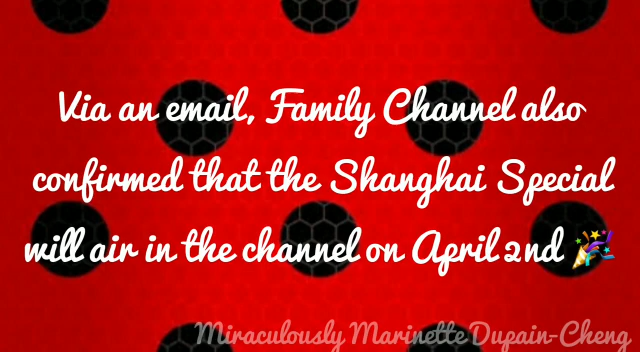 Via an email, Family Channel also
confirmed that the Shanghai Special
will air in the channel on April 2nd 🎉
Miraculously Marinette Dupain-Cheng